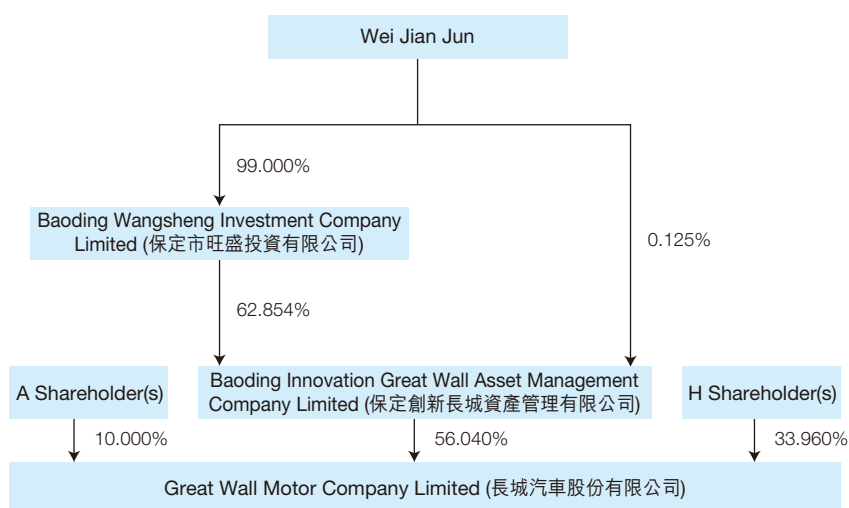 Wei Jian Jun
99.000%
Baoding Wangsheng Investment Company
Limited (保定市旺盛投資有限公司)
0.125%
62.854%
A Shareholder(s)
Baoding Innovation Great Wall Asset Management
Company Limited (保定創新長城資產管理有限公司)
H Shareholder(s)
10.000%
56.040%
33.960%
Great Wall Motor Company Limited (長城汽車股份有限公司)